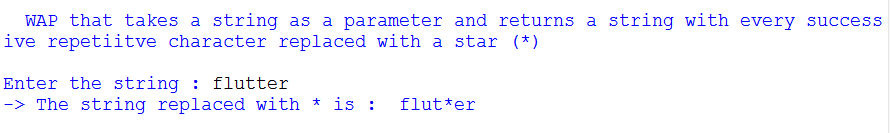 WAP that takes a string as a parameter and returns a string with every success
ive repetiitve character replaced with a star (*)
Enter the string : flutter
-> The string replaced with * is :  flut*er